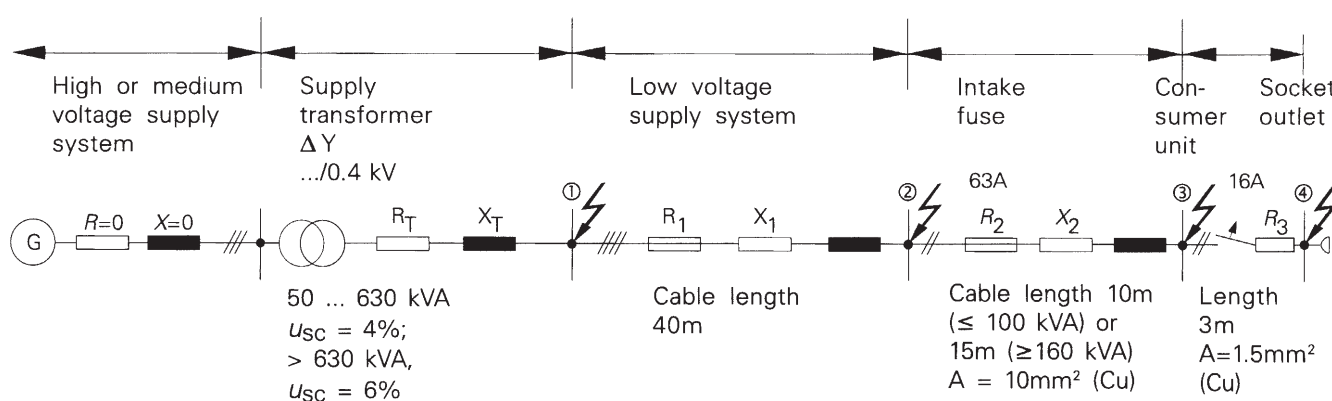 High or medium
voltage supply
system
Supply
transformer
Δ Y
.../0.4 kV
Low voltage
supply system
Intake
fuse
Con-
sumer
unit
Socket
outlet
① ② 63A ③ 16A ④
G R=0 X=0 R_T X_T R_1 X_1 R_2 X_2 R_3
50 ... 630 kVA
u_SC = 4%;
> 630 kVA,
u_SC = 6%
Cable length
40m
Cable length 10m
(≤ 100 kVA) or
15m (≥160 kVA)
A = 10mm² (Cu)
Length
3m
A=1.5mm²
(Cu)